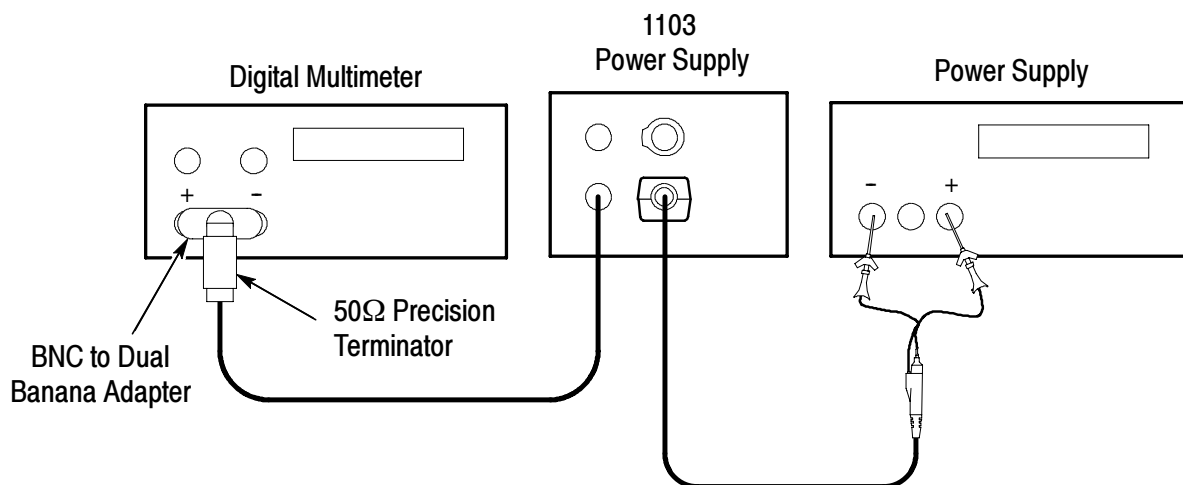 1103
Power Supply
Digital Multimeter
Power Supply
+
-
-
+
50Ω Precision
Terminator
BNC to Dual
Banana Adapter